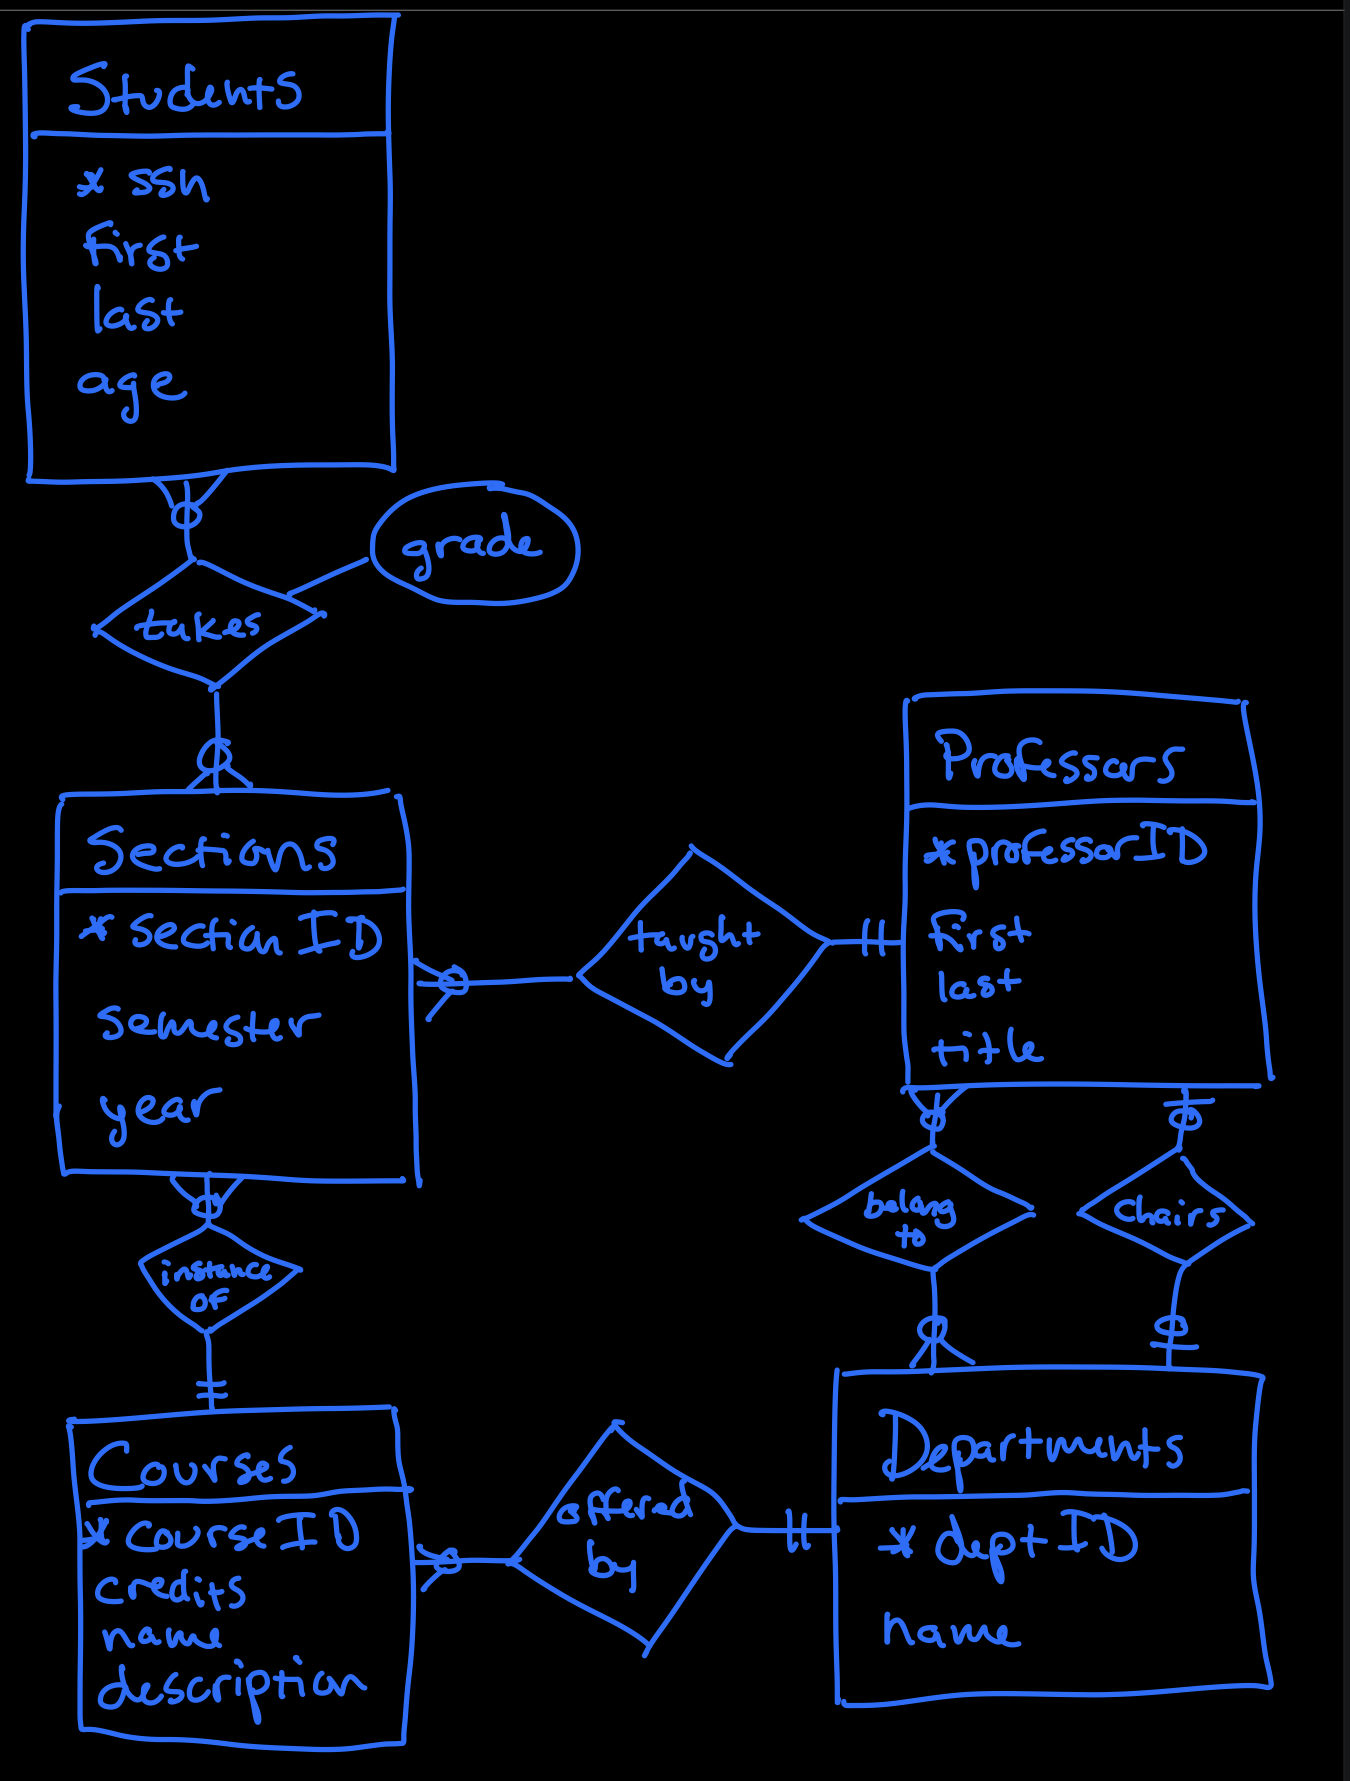 Students
* ssn
first
last
age
grade
takes
Sections
* section ID
semester
year
taught
by
Professors
* professorID
first
last
title
belong
to
chairs
instance
of
Courses
* course ID
credits
name
description
offered
by
Departments
* dept ID
name